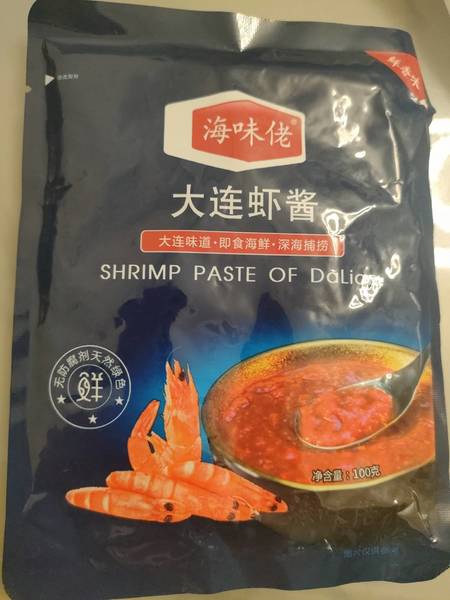 海味佬®
大连虾酱
大连味道·即食海鲜·深海捕捞
SHRIMP PASTE OF DaLian
无防腐剂天然绿色
鲜
净含量：100克